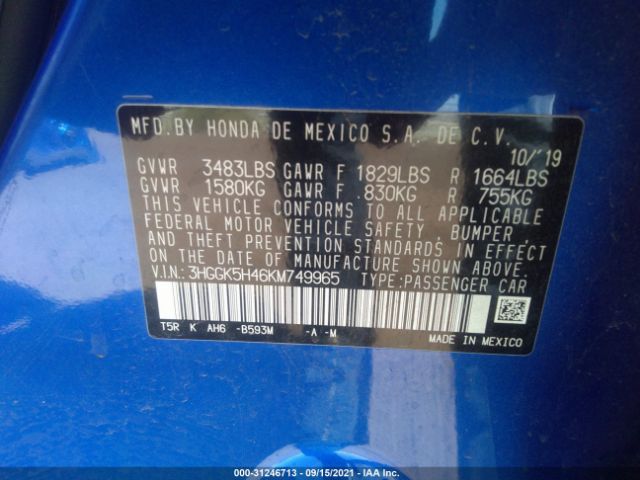 MFD.BY HONDA DE MEXICO S.A. DE C.V.
10/'19
GVWR 3483LBS GAWR F 1829LBS R 1664LBS
GVWR 1580KG GAWR F 830KG R 755KG
THIS VEHICLE CONFORMS TO ALL APPLICABLE
FEDERAL MOTOR VEHICLE SAFETY, BUMPER,
AND THEFT PREVENTION STANDARDS IN EFFECT
ON THE DATE OF MANUFACTURE SHOWN ABOVE.
V.I.N.: 3HGGK5H46KM749965 TYPE:PASSENGER CAR
T5R K AH6 -B593M -A -M
MADE IN MEXICO
000-31246713 - 09/15/2021 - IAA Inc.